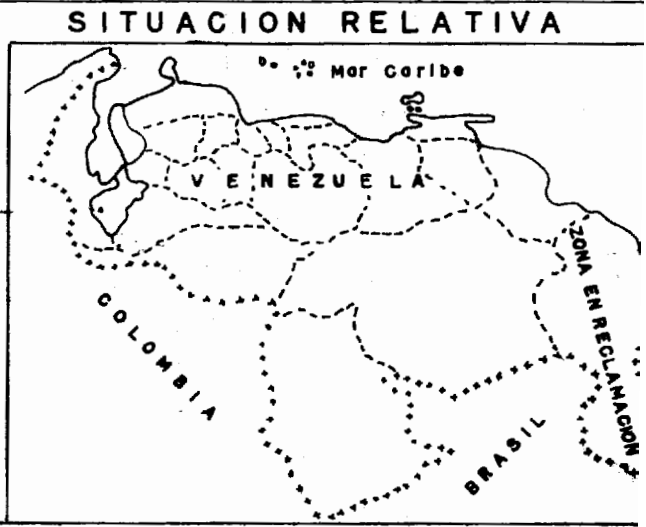 SITUACION RELATIVA
Mar Caribe
VENEZUELA
ZONA EN RECLAMACION
COLOMBIA
BRASIL